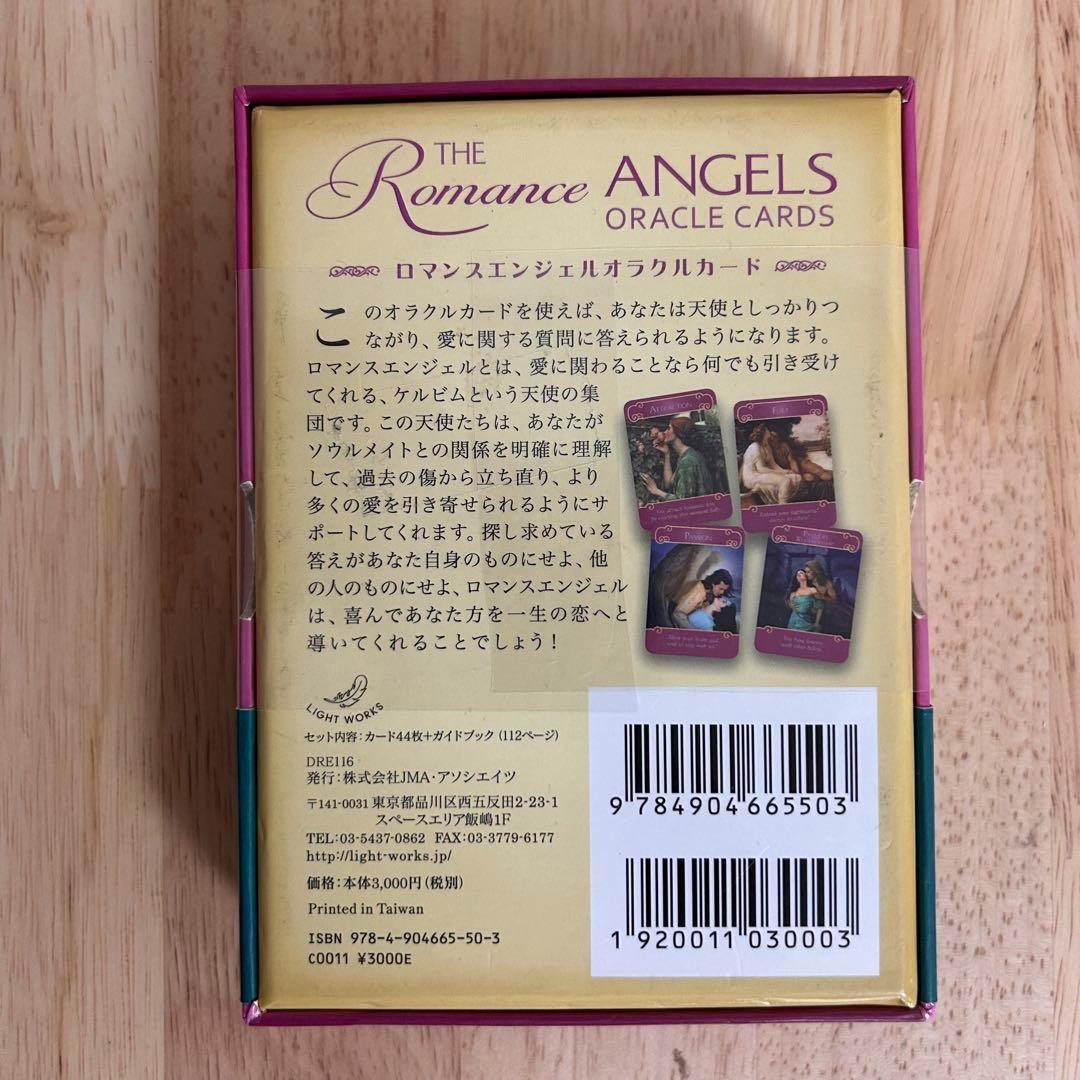 THE
Romance ANGELS
ORACLE CARDS
ロマンスエンジェルオラクルカード
このオラクルカードを使えば、あなたは天使としっかりつ
ながり、愛に関する質問に答えられるようになります。
ロマンスエンジェルとは、愛に関わることなら何でも引き受け
てくれる、ケルビムという天使の集
団です。この天使たちは、あなたが
ソウルメイトとの関係を明確に理解
して、過去の傷から立ち直り、より
多くの愛を引き寄せられるようにサ
ポートしてくれます。探し求めている
答えがあなた自身のものにせよ、他
の人のものにせよ、ロマンスエンジェル
は、喜んであなた方を一生の恋へと
導いてくれることでしょう!
ATTRACTION
FLIRT
PASSION
LIGHT WORKS
セット内容:カード44枚+ガイドブック(112ページ)
DRE116
発行:株式会社JMA・アソシエイツ
〒141-0031 東京都品川区西五反田2-23-1
スペースエリア飯嶋1F
TEL:03-5437-0862 FAX:03-3779-6177
http://light-works.jp/
価格:本体3,000円(税別)
Printed in Taiwan
ISBN 978-4-904665-50-3
C0011 ¥3000E
9784904665503
1920011030003